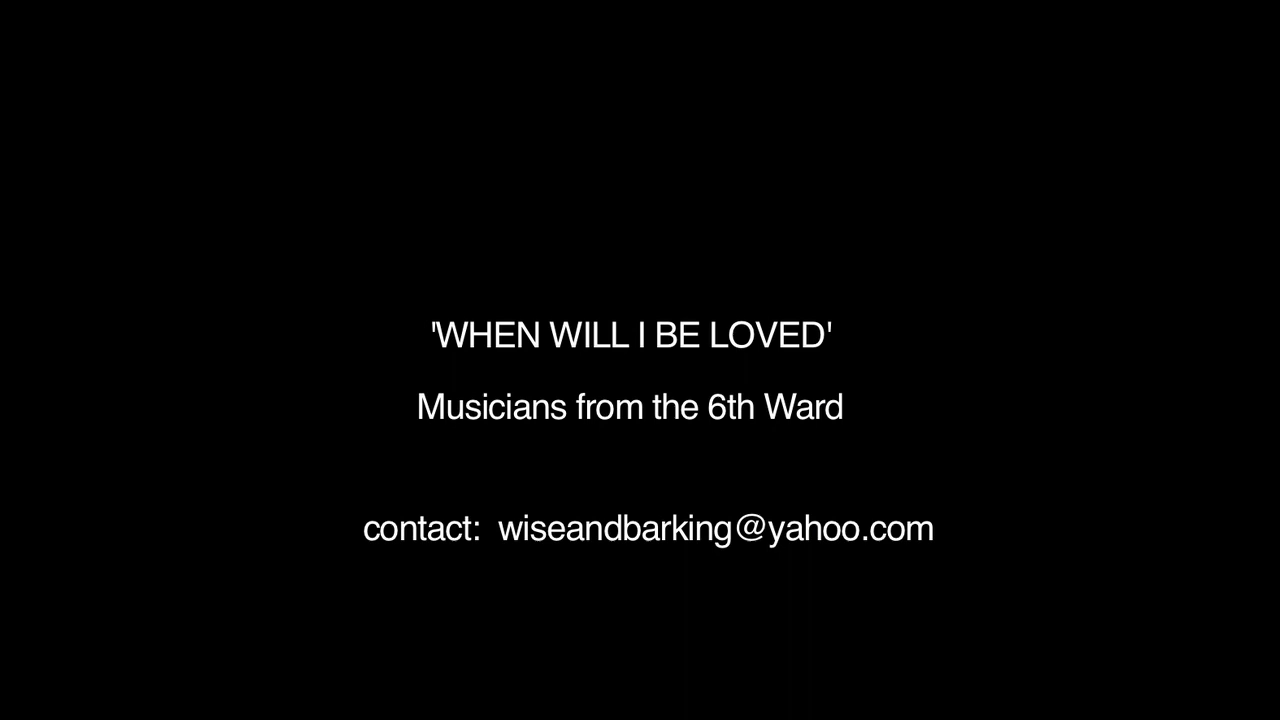 'WHEN WILL I BE LOVED'
Musicians from the 6th Ward
contact: wiseandbarking@yahoo.com